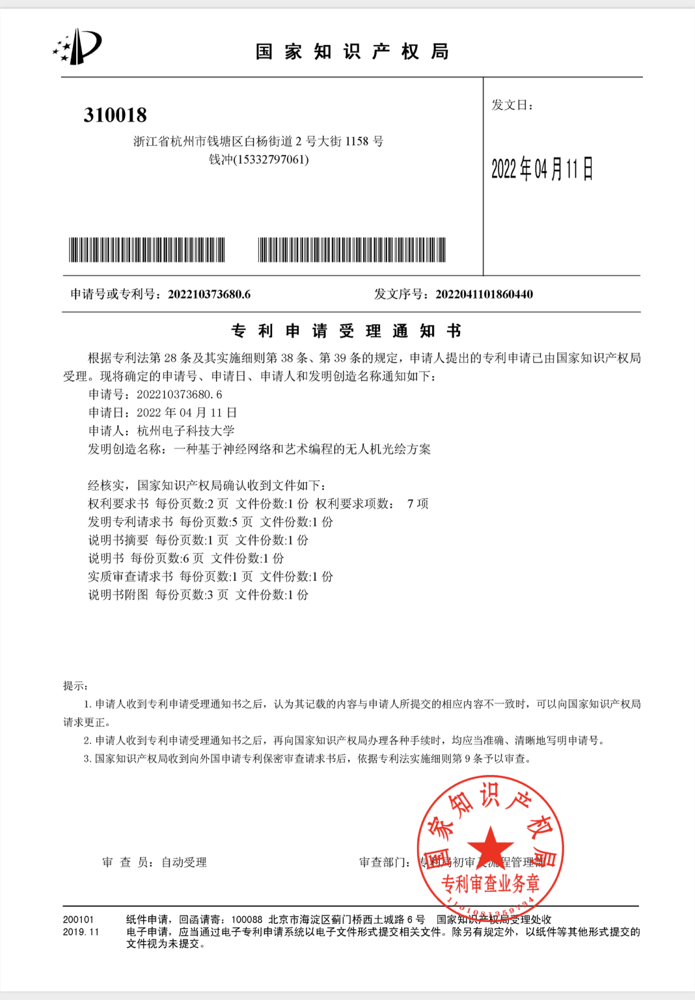 国家知识产权局
310018
浙江省杭州市钱塘区白杨街道 2 号大街 1158 号
钱冲(15332797061)
发文日：
2022 年 04 月 11 日
申请号或专利号：202210373680.6
发文序号：2022041101860440
专利申请受理通知书
根据专利法第 28 条及其实施细则第 38 条、第 39 条的规定，申请人提出的专利申请已由国家知识产权局
受理。现将确定的申请号、申请日、申请人和发明创造名称通知如下：
申请号：202210373680.6
申请日：2022 年 04 月 11 日
申请人：杭州电子科技大学
发明创造名称：一种基于神经网络和艺术编程的无人机光绘方案
经核实，国家知识产权局确认收到文件如下：
权利要求书 每份页数:2 页 文件份数:1 份 权利要求项数： 7 项
发明专利请求书 每份页数:5 页 文件份数:1 份
说明书摘要 每份页数:1 页 文件份数:1 份
说明书 每份页数:6 页 文件份数:1 份
实质审查请求书 每份页数:1 页 文件份数:1 份
说明书附图 每份页数:3 页 文件份数:1 份
提示：
1.申请人收到专利申请受理通知书之后，认为其记载的内容与申请人所提交的相应内容不一致时，可以向国家知识产权局
请求更正。
2.申请人收到专利申请受理通知书之后，再向国家知识产权局办理各种手续时，均应当准确、清晰地写明申请号。
3.国家知识产权局收到向外国申请专利保密审查请求书后，依据专利法实施细则第 9 条予以审查。
国家知识产权局
审 查 员：自动受理
审查部门：专利局初审及流程管理部
专利审查业务章
1101081359734
200101
2019.11
纸件申请，回函请寄：100088 北京市海淀区蓟门桥西土城路 6 号 国家知识产权局受理处收
电子申请，应当通过电子专利申请系统以电子文件形式提交相关文件。除另有规定外，以纸件等其他形式提交的
文件视为未提交。